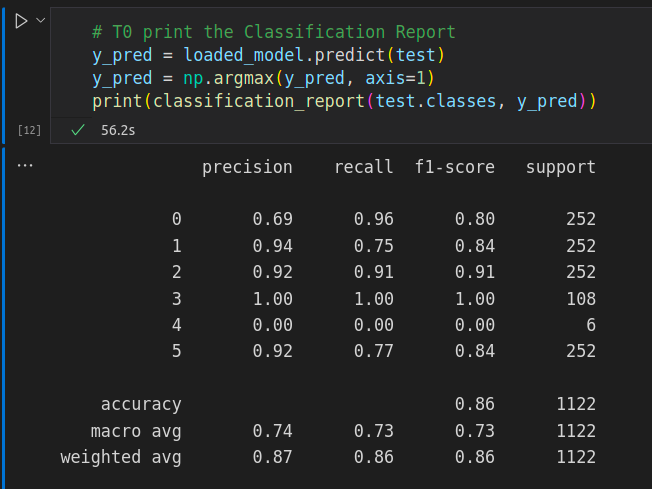 # T0 print the Classification Report
y_pred = loaded_model.predict(test)
y_pred = np.argmax(y_pred, axis=1)
print(classification_report(test.classes, y_pred))
[12] 56.2s
precision recall f1-score support
0 0.69 0.96 0.80 252
1 0.94 0.75 0.84 252
2 0.92 0.91 0.91 252
3 1.00 1.00 1.00 108
4 0.00 0.00 0.00 6
5 0.92 0.77 0.84 252
accuracy 0.86 1122
macro avg 0.74 0.73 0.73 1122
weighted avg 0.87 0.86 0.86 1122